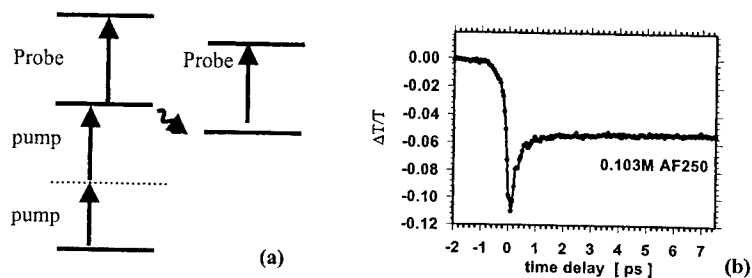 Probe
Probe
pump
pump
(a)
0.00
-0.02
-0.04
-0.06
-0.08
-0.10
-0.12
ΔT/T
0.103M AF250
-2 -1 0 1 2 3 4 5 6 7
time delay [ ps ]
(b)